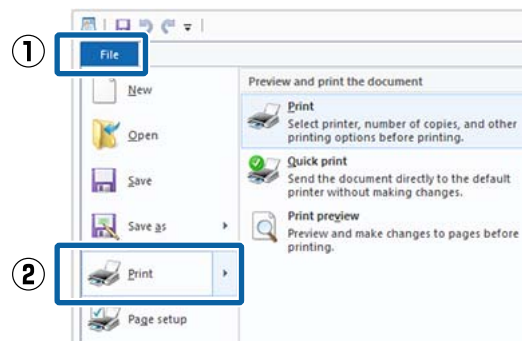 ①
File
New
Open
Save
Save as
②
Print
Page setup
Preview and print the document
Print
Select printer, number of copies, and other
printing options before printing.
Quick print
Send the document directly to the default
printer without making changes.
Print preview
Preview and make changes to pages before
printing.